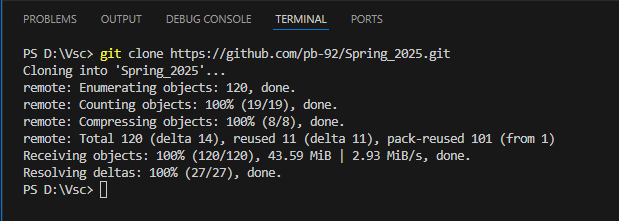 PROBLEMS OUTPUT DEBUG CONSOLE TERMINAL PORTS
PS D:\Vsc> git clone https://github.com/pb-92/Spring_2025.git
Cloning into 'Spring_2025'...
remote: Enumerating objects: 120, done.
remote: Counting objects: 100% (19/19), done.
remote: Compressing objects: 100% (8/8), done.
remote: Total 120 (delta 14), reused 11 (delta 11), pack-reused 101 (from 1)
Receiving objects: 100% (120/120), 43.59 MiB | 2.93 MiB/s, done.
Resolving deltas: 100% (27/27), done.
PS D:\Vsc>